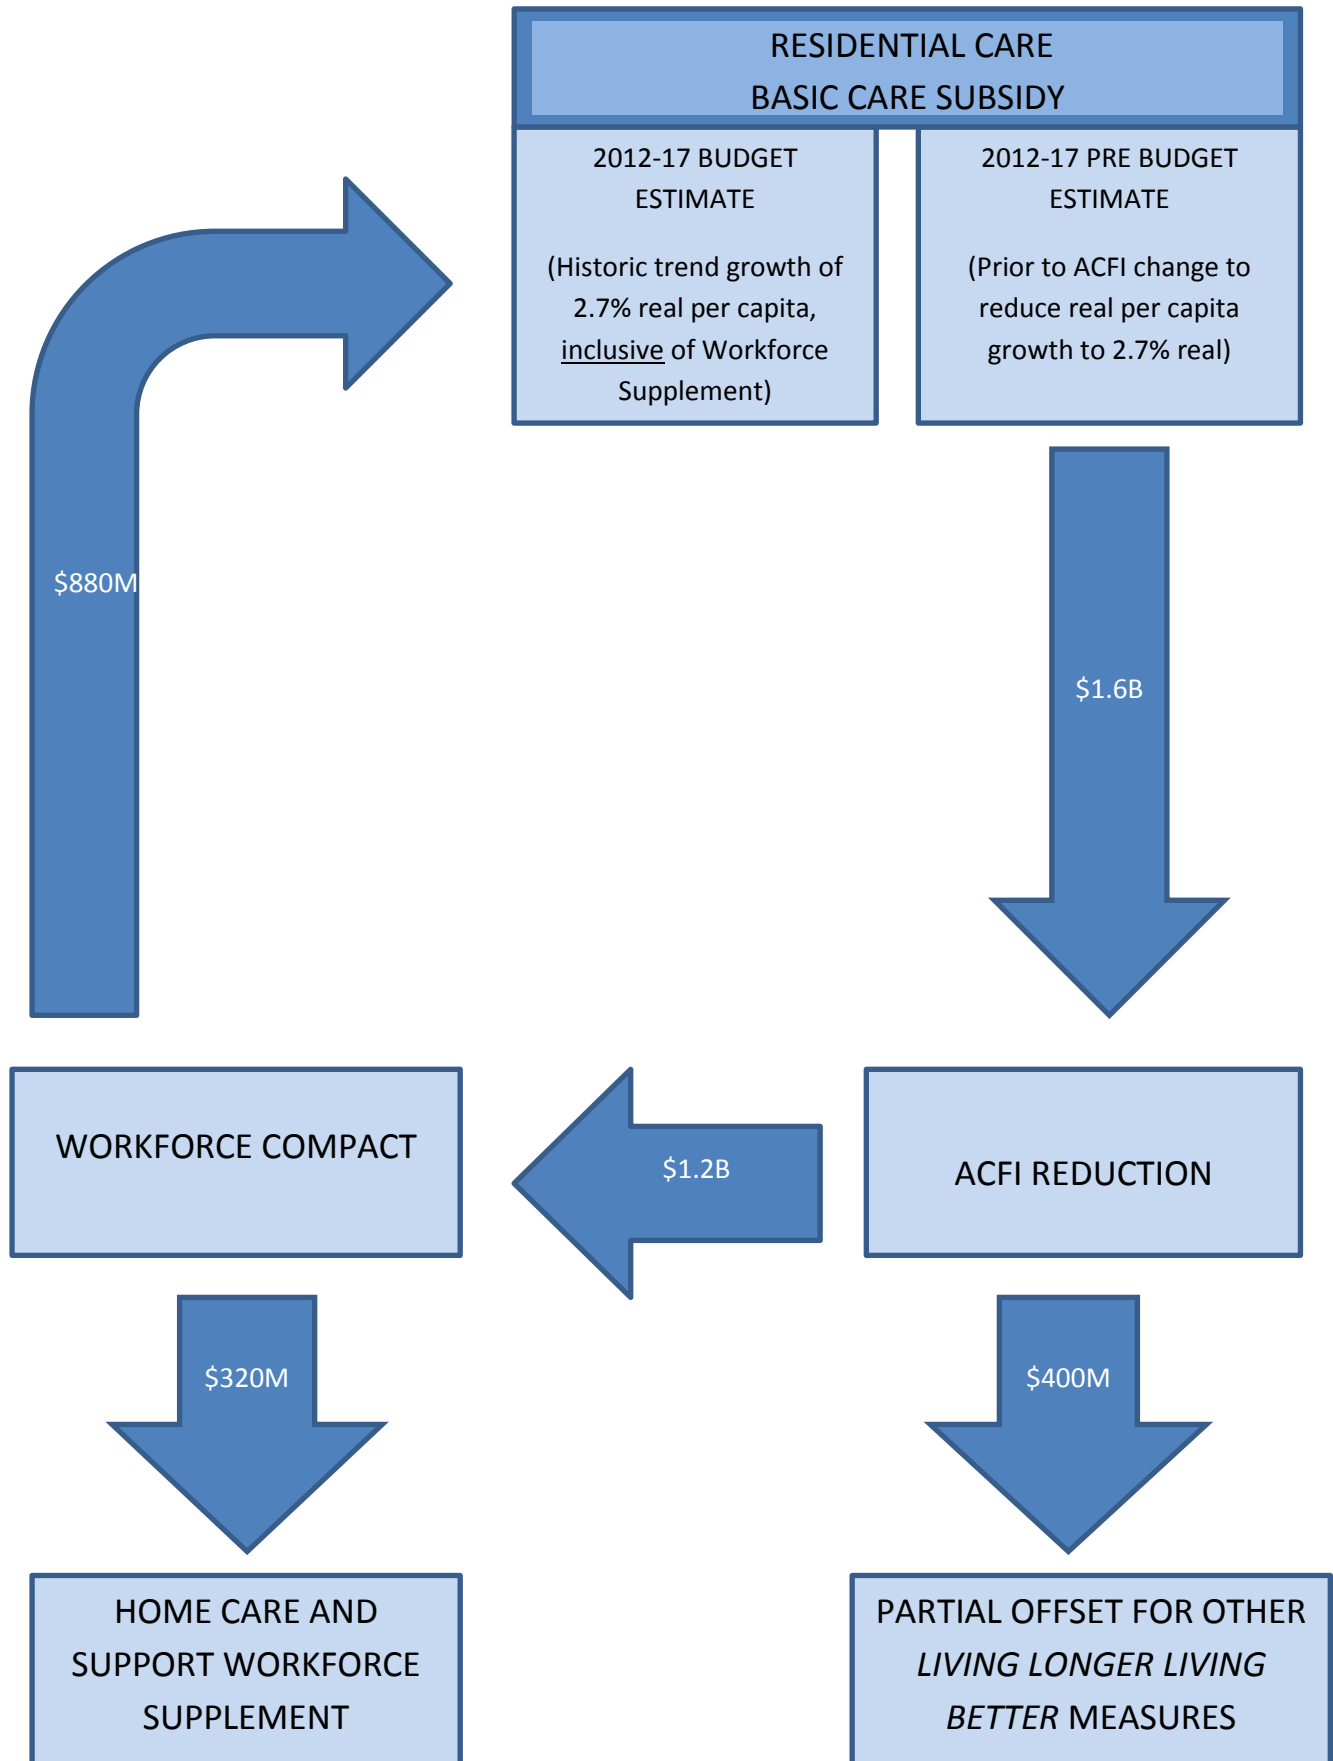 RESIDENTIAL CARE
BASIC CARE SUBSIDY
2012-17 BUDGET
ESTIMATE
(Historic trend growth of
2.7% real per capita,
inclusive of Workforce
Supplement)
2012-17 PRE BUDGET
ESTIMATE
(Prior to ACFI change to
reduce real per capita
growth to 2.7% real)
$880M
$1.6B
WORKFORCE COMPACT
$1.2B
ACFI REDUCTION
$320M
$400M
HOME CARE AND
SUPPORT WORKFORCE
SUPPLEMENT
PARTIAL OFFSET FOR OTHER
LIVING LONGER LIVING
BETTER MEASURES